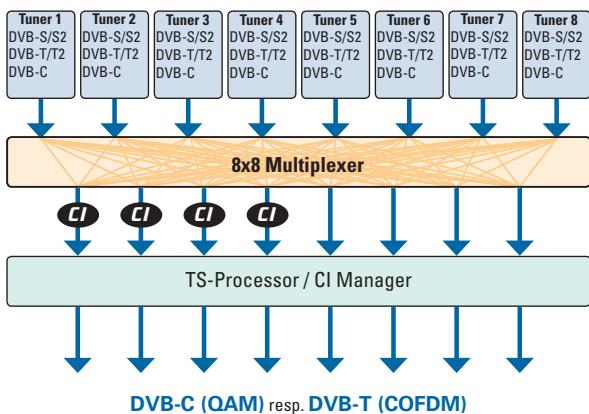 Tuner 1
DVB-S/S2
DVB-T/T2
DVB-C
Tuner 2
DVB-S/S2
DVB-T/T2
DVB-C
Tuner 3
DVB-S/S2
DVB-T/T2
DVB-C
Tuner 4
DVB-S/S2
DVB-T/T2
DVB-C
Tuner 5
DVB-S/S2
DVB-T/T2
DVB-C
Tuner 6
DVB-S/S2
DVB-T/T2
DVB-C
Tuner 7
DVB-S/S2
DVB-T/T2
DVB-C
Tuner 8
DVB-S/S2
DVB-T/T2
DVB-C
8x8 Multiplexer
CI CI CI CI
TS-Processor / CI Manager
DVB-C (QAM) resp. DVB-T (COFDM)